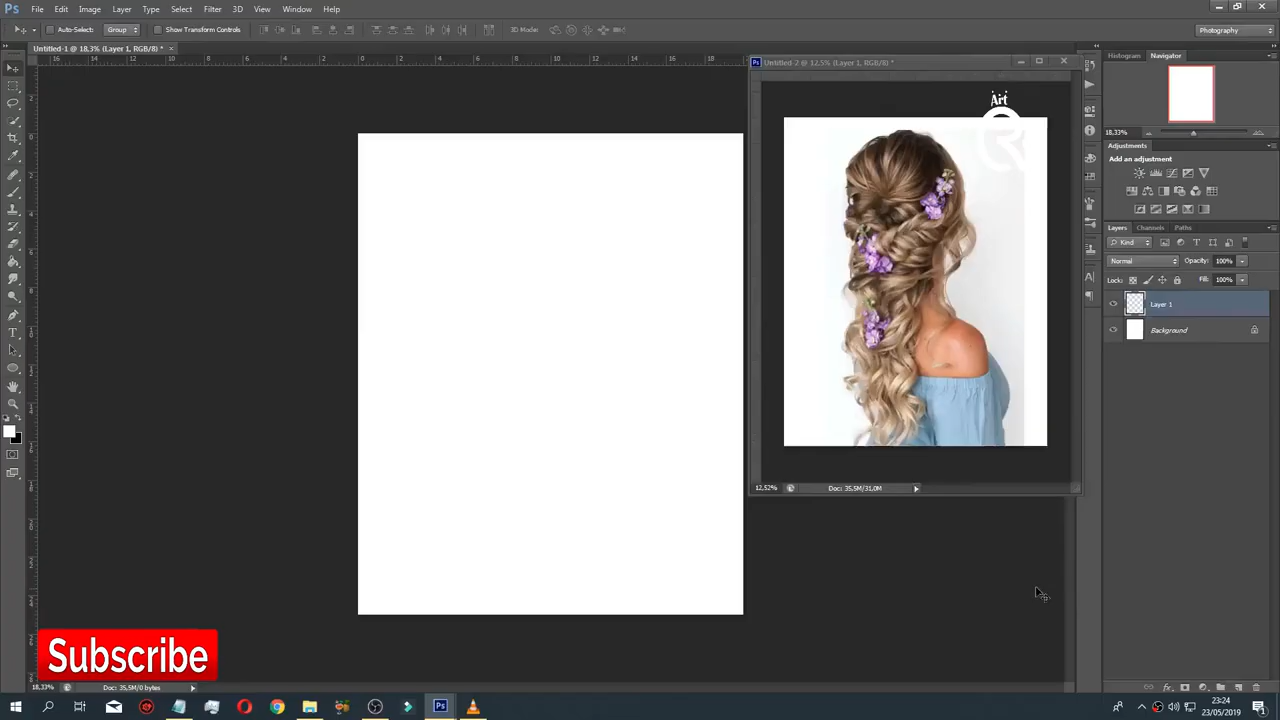 Ps File Edit Image Layer Type Select Filter 3D View Window Help
Auto-Select: Group Show Transform Controls 3D Mode: Photography
Untitled-1 @ 18,3% (Layer 1, RGB/8) *
Untitled-2 @ 12,5% (Layer 1, RGB/8) *
Art
R
Histogram Navigator
18,33%
Adjustments
Add an adjustment
Layers Channels Paths
Kind
Normal Opacity: 100%
Lock: Fill: 100%
Layer 1
Background
12,52% Doc: 35,5M/31,0M
Subscribe
18,33% Doc: 35,5M/0 bytes
23:24
23/05/2019